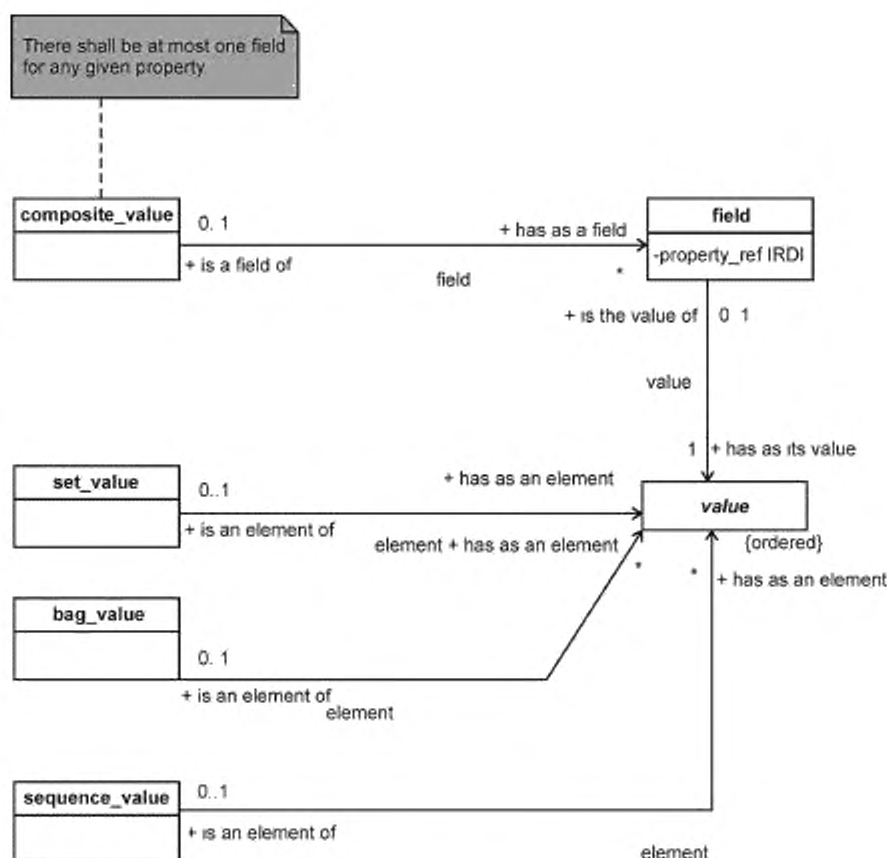 There shall be at most one field
for any given property
composite_value
0. 1
+ has as a field
field
-property_ref IRDI
+ is a field of
field
*
+ is the value of
0 1
value
1
+ has as its value
set_value
0..1
+ has as an element
value
+ is an element of
element + has as an element
{ordered}
*
*
+ has as an element
bag_value
0. 1
+ is an element of
element
sequence_value
0..1
+ is an element of
element